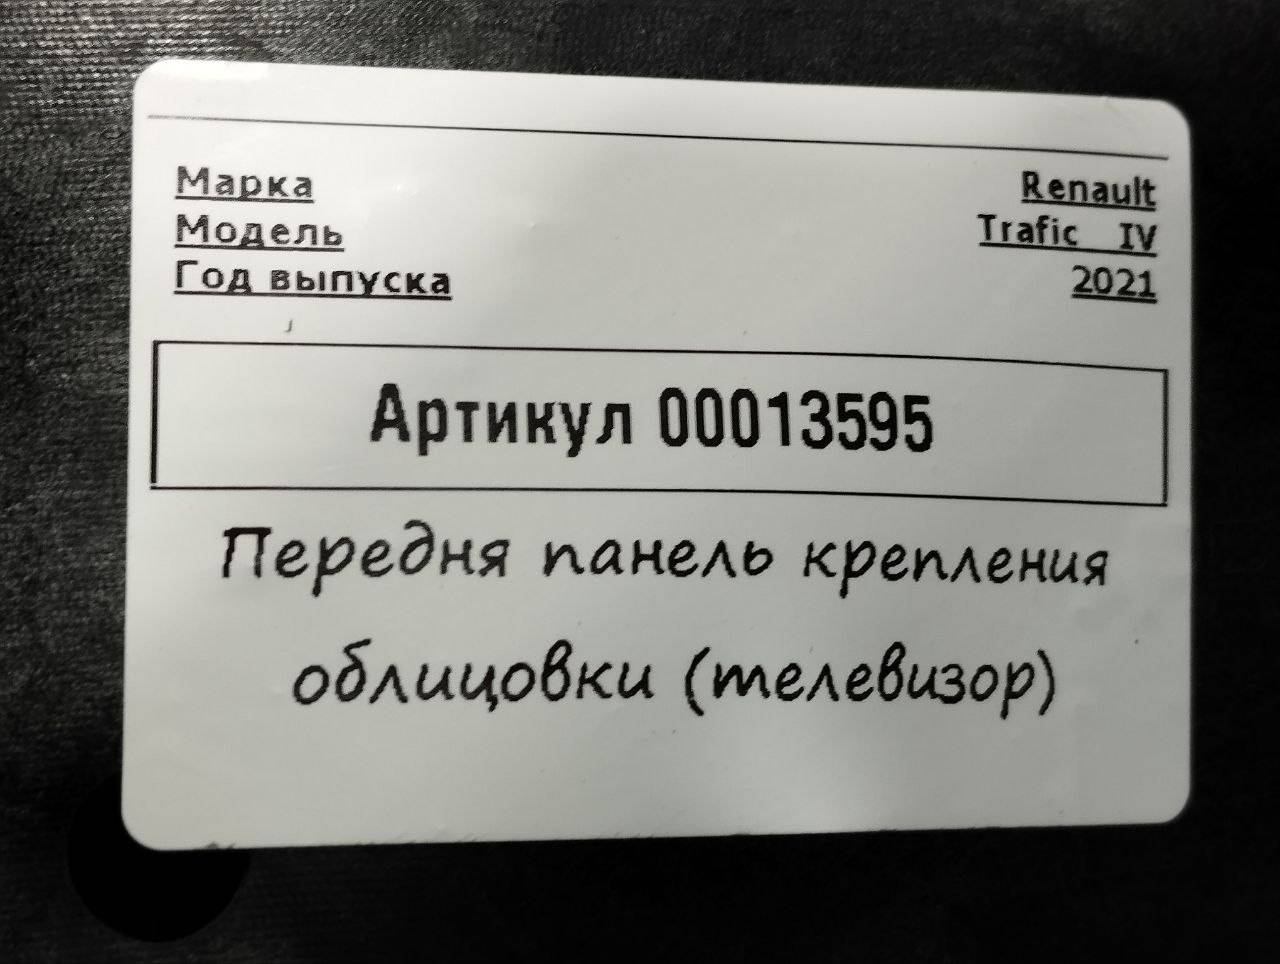 Марка Renault
Модель Trafic IV
Год выпуска 2021
Артикул 00013595
Передня панель крепления
облицовки (телевизор)